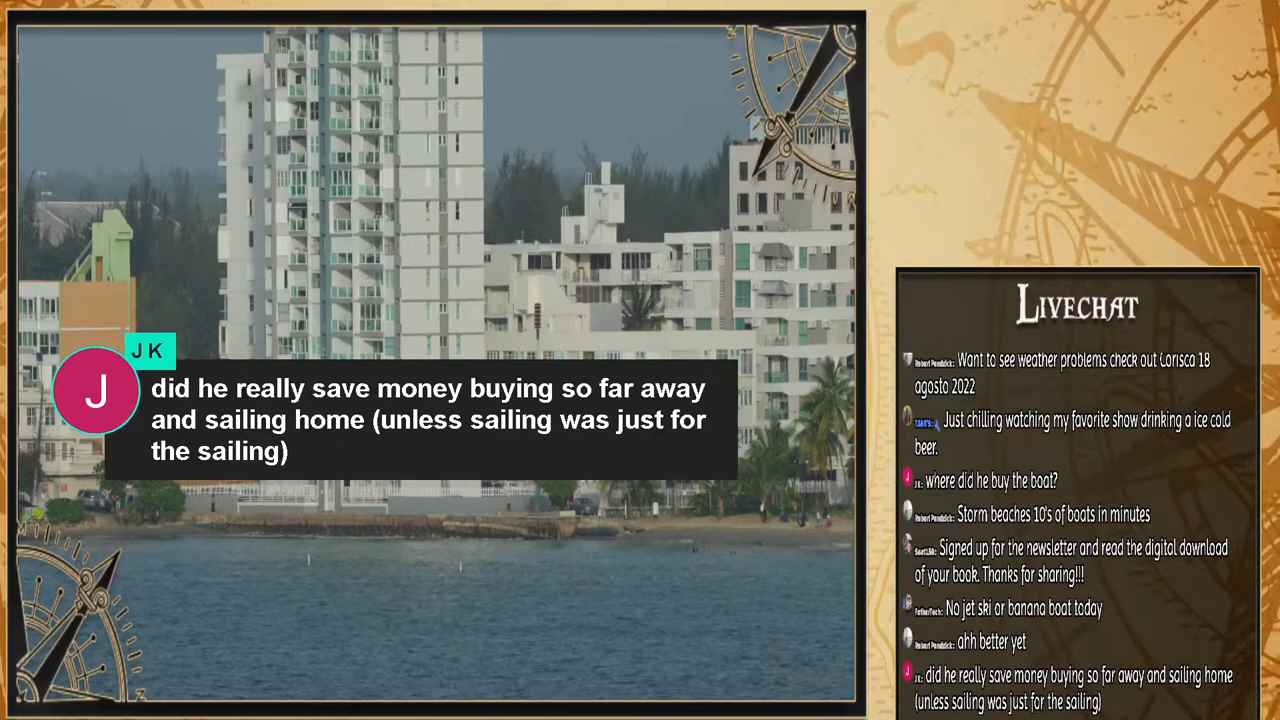 J K
J
did he really save money buying so far away
and sailing home (unless sailing was just for
the sailing)
LIVECHAT
Want to see weather problems check out Corisca 18
agosto 2022
Just chilling watching my favorite show drinking a ice cold
beer.
J K: where did he buy the boat?
Storm beaches 10's of boats in minutes
Signed up for the newsletter and read the digital download
of your book. Thanks for sharing!!!
FetherTech: No jet ski or banana boat today
ahh better yet
J K: did he really save money buying so far away and sailing home
(unless sailing was just for the sailing)